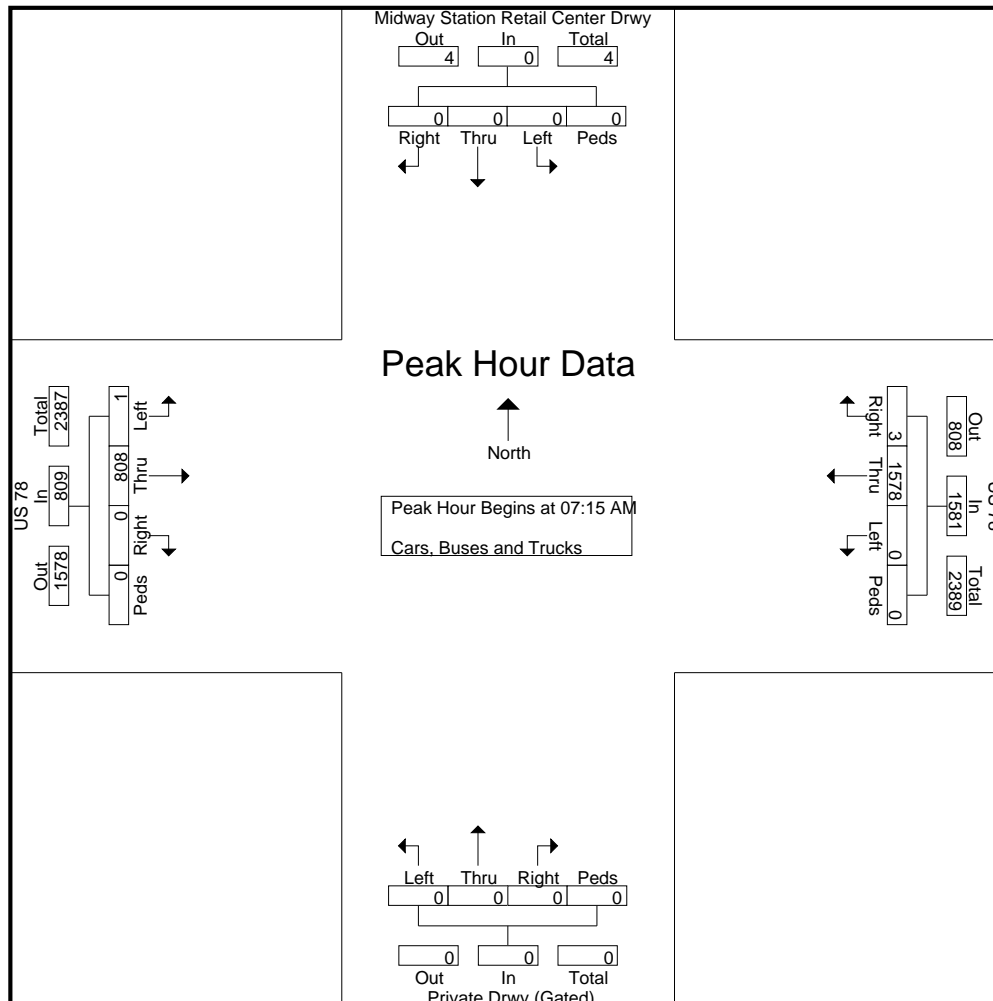 Midway Station Retail Center Drwy
Out In Total
4 0 4
0 0 0 0
Right Thru Left Peds
Peak Hour Data
North
Peak Hour Begins at 07:15 AM
Cars, Buses and Trucks
US 78
Total In Out
2387 809 1578
1 808 0 0
Left Thru Right Peds
Right Thru Left Peds
3 1578 0 0
Out In Total
808 1581 2389
Left Thru Right Peds
0 0 0 0
0 0 0
Out In Total
Private Drwy (Gated)